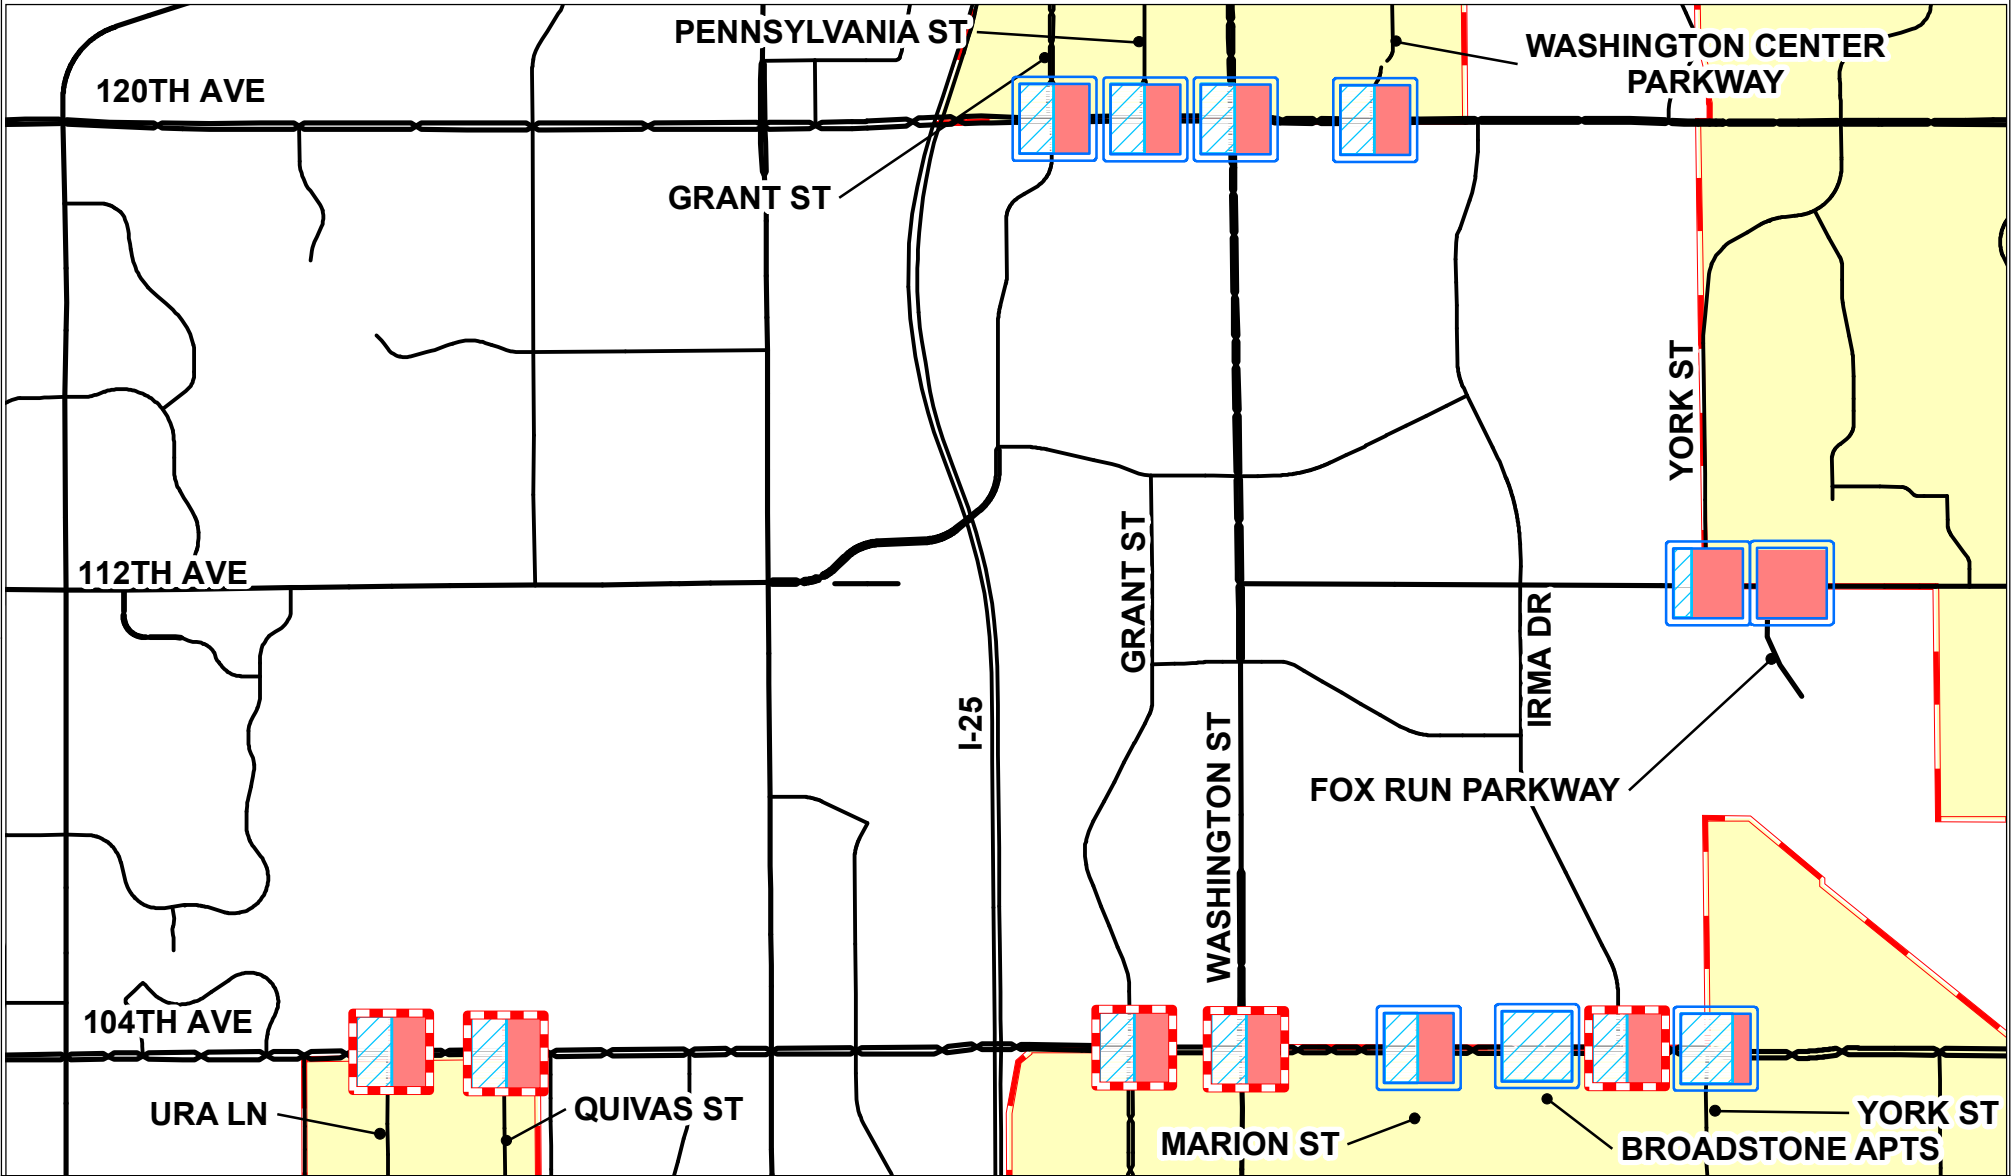 PENNSYLVANIA ST
WASHINGTON CENTER
PARKWAY
120TH AVE
GRANT ST
YORK ST
GRANT ST
112TH AVE
IRMA DR
I-25
WASHINGTON ST
FOX RUN PARKWAY
104TH AVE
URA LN
QUIVAS ST
MARION ST
YORK ST
BROADSTONE APTS